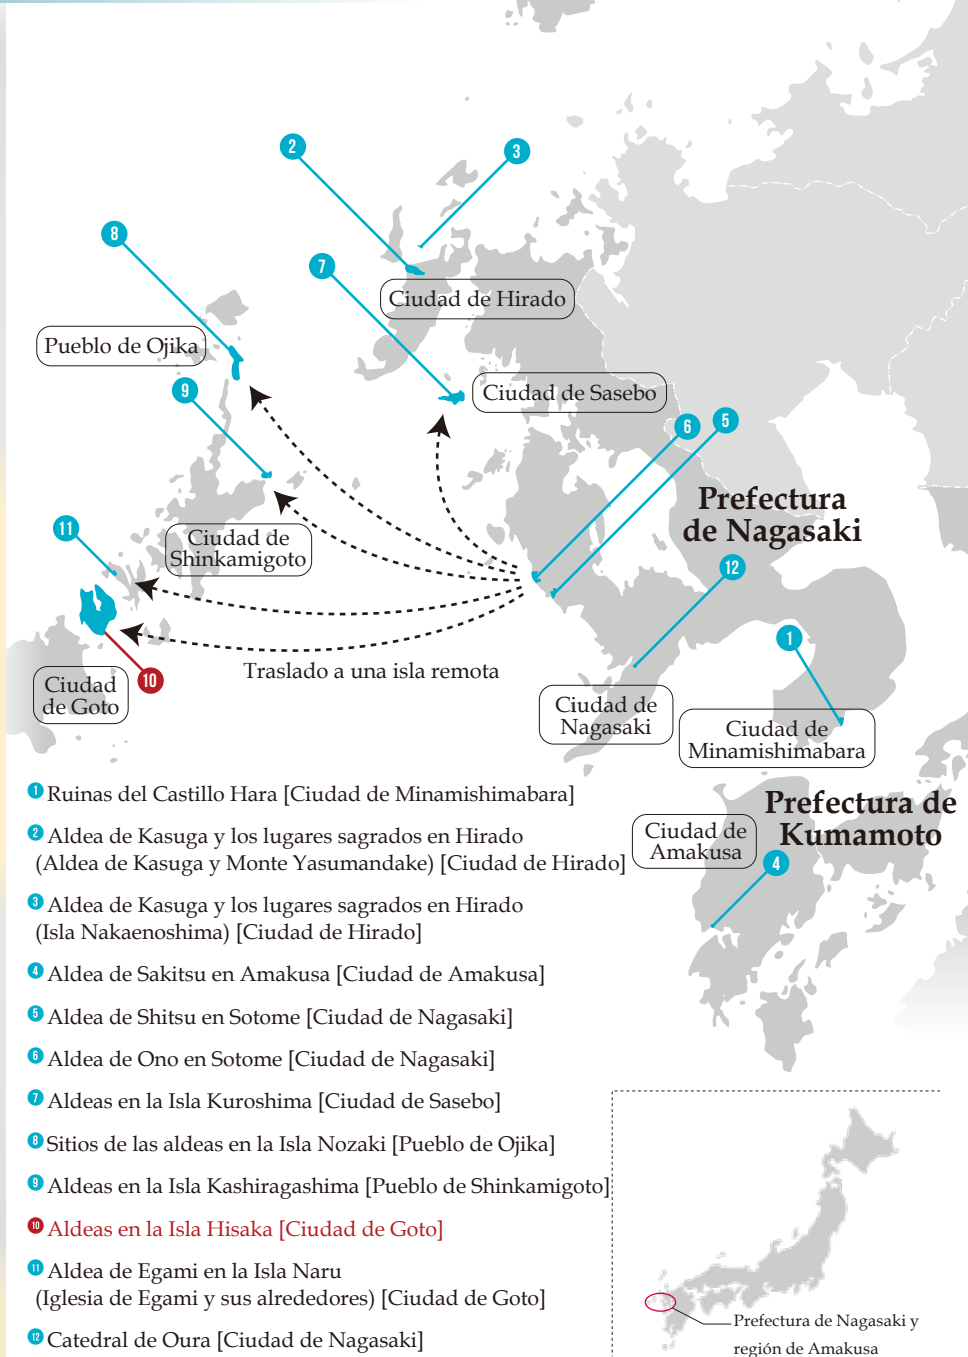 2
3
8
7
Ciudad de Hirado
Pueblo de Ojika
9
Ciudad de Sasebo
6
5
Prefectura
de Nagasaki
11
Ciudad de
Shinkamigoto
12
1
Traslado a una isla remota
10
Ciudad
de Goto
Ciudad de
Nagasaki
Ciudad de
Minamishimabara
Prefectura de
Kumamoto
Ciudad de
Amakusa
4
1 Ruinas del Castillo Hara [Ciudad de Minamishimabara]
2 Aldea de Kasuga y los lugares sagrados en Hirado
(Aldea de Kasuga y Monte Yasumandake) [Ciudad de Hirado]
3 Aldea de Kasuga y los lugares sagrados en Hirado
(Isla Nakaenoshima) [Ciudad de Hirado]
4 Aldea de Sakitsu en Amakusa [Ciudad de Amakusa]
5 Aldea de Shitsu en Sotome [Ciudad de Nagasaki]
6 Aldea de Ono en Sotome [Ciudad de Nagasaki]
7 Aldeas en la Isla Kuroshima [Ciudad de Sasebo]
8 Sitios de las aldeas en la Isla Nozaki [Pueblo de Ojika]
9 Aldeas en la Isla Kashiragashima [Pueblo de Shinkamigoto]
10 Aldeas en la Isla Hisaka [Ciudad de Goto]
11 Aldea de Egami en la Isla Naru
(Iglesia de Egami y sus alrededores) [Ciudad de Goto]
12 Catedral de Oura [Ciudad de Nagasaki]
Prefectura de Nagasaki y
región de Amakusa